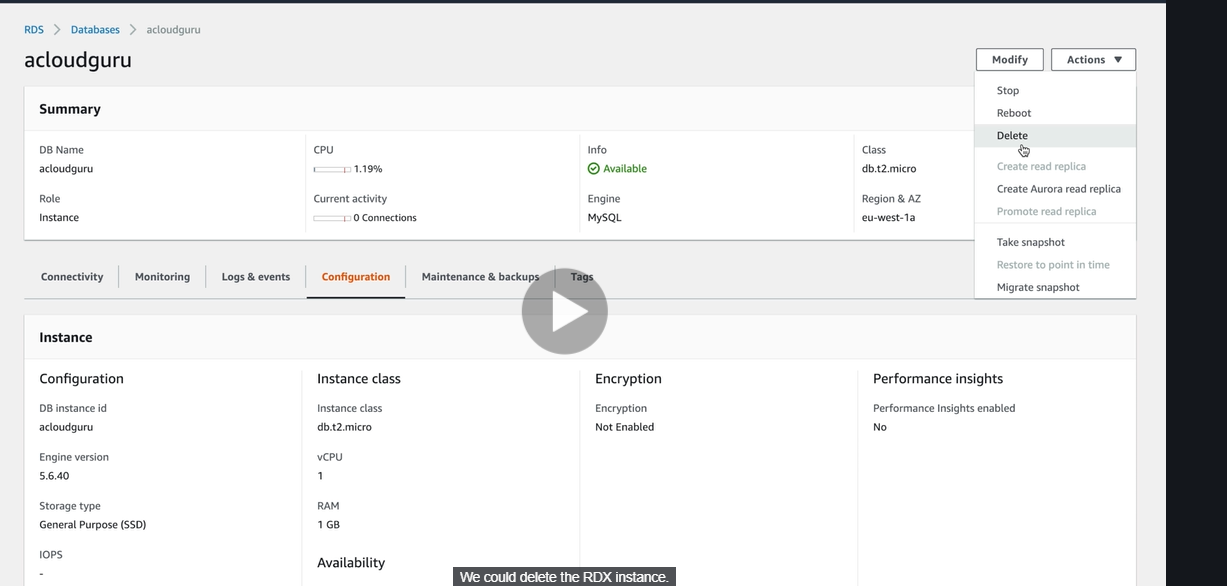 RDS > Databases > acloudguru
acloudguru
Modify
Actions ▼
Stop
Reboot
Delete
Create read replica
Create Aurora read replica
Promote read replica
Take snapshot
Restore to point in time
Migrate snapshot
Summary
DB Name
acloudguru
CPU
1.19%
Info
Available
Class
db.t2.micro
Role
Instance
Current activity
0 Connections
Engine
MySQL
Region & AZ
eu-west-1a
Connectivity
Monitoring
Logs & events
Configuration
Maintenance & backups
Tags
Instance
Configuration
DB instance id
acloudguru
Engine version
5.6.40
Storage type
General Purpose (SSD)
IOPS
-
Instance class
Instance class
db.t2.micro
vCPU
1
RAM
1 GB
Availability
Encryption
Encryption
Not Enabled
Performance insights
Performance Insights enabled
No
We could delete the RDX instance.